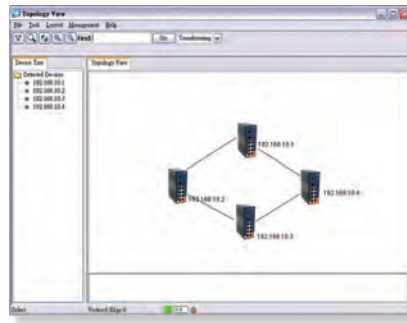 Topology View
File Tool Layout Management Help
Find Go Transforming
Device Tree
Topology View
Detected Devices
192.168.10.1
192.168.10.2
192.168.10.3
192.168.10.4
192.168.10.1
192.168.10.2
192.168.10.4
192.168.10.3
Select